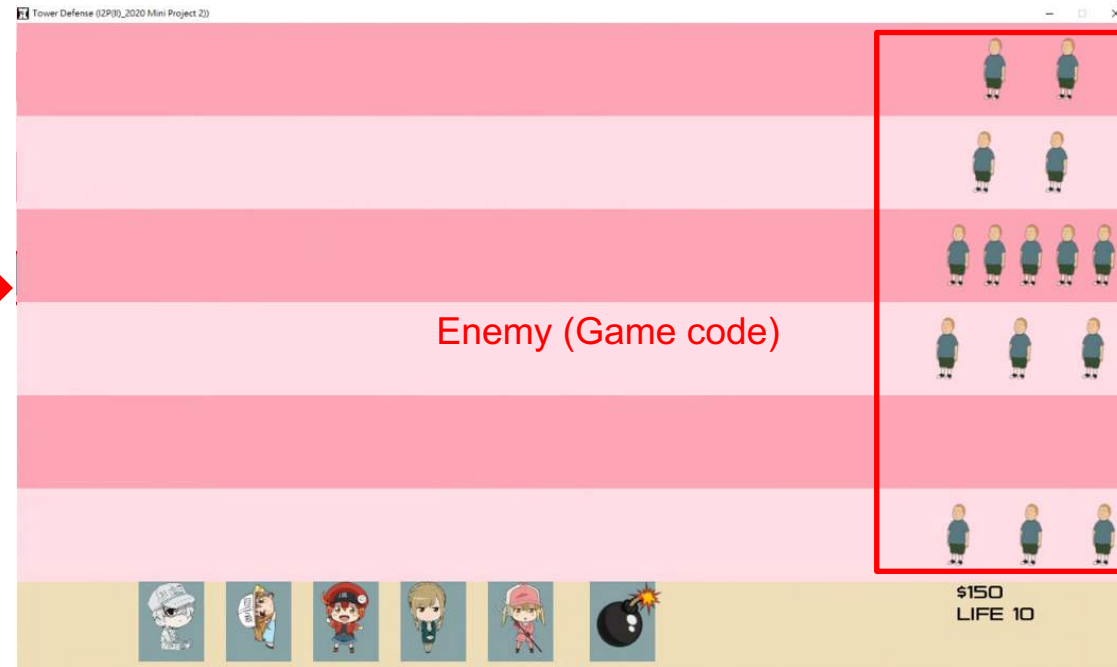 Tower Defense (I2P(II)_2020 Mini Project 2))
Enemy (Game code)
$150
LIFE 10